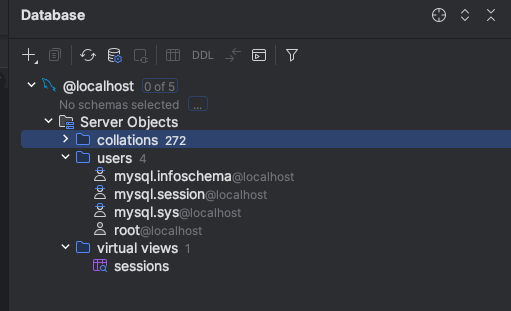 Database
DDL
@localhost 0 of 5
No schemas selected ...
Server Objects
collations 272
users 4
mysql.infoschema@localhost
mysql.session@localhost
mysql.sys@localhost
root@localhost
virtual views 1
sessions